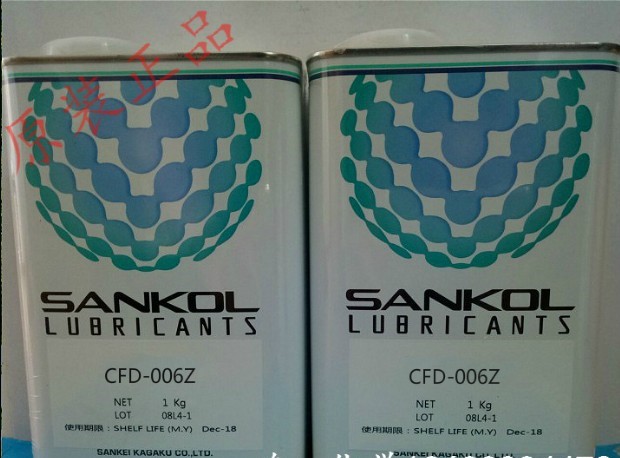 原装正品
SANKOL
LUBRICANTS
CFD-006Z
NET 1 Kg
LOT 08L4-1
使用期限：SHELF LIFE (M.Y) Dec-18
SANKEI KAGAKU CO.,LTD.
SANKOL
LUBRICANTS
CFD-006Z
NET 1 Kg
LOT 08L4-1
使用期限：SHELF LIFE (M.Y) Dec-18